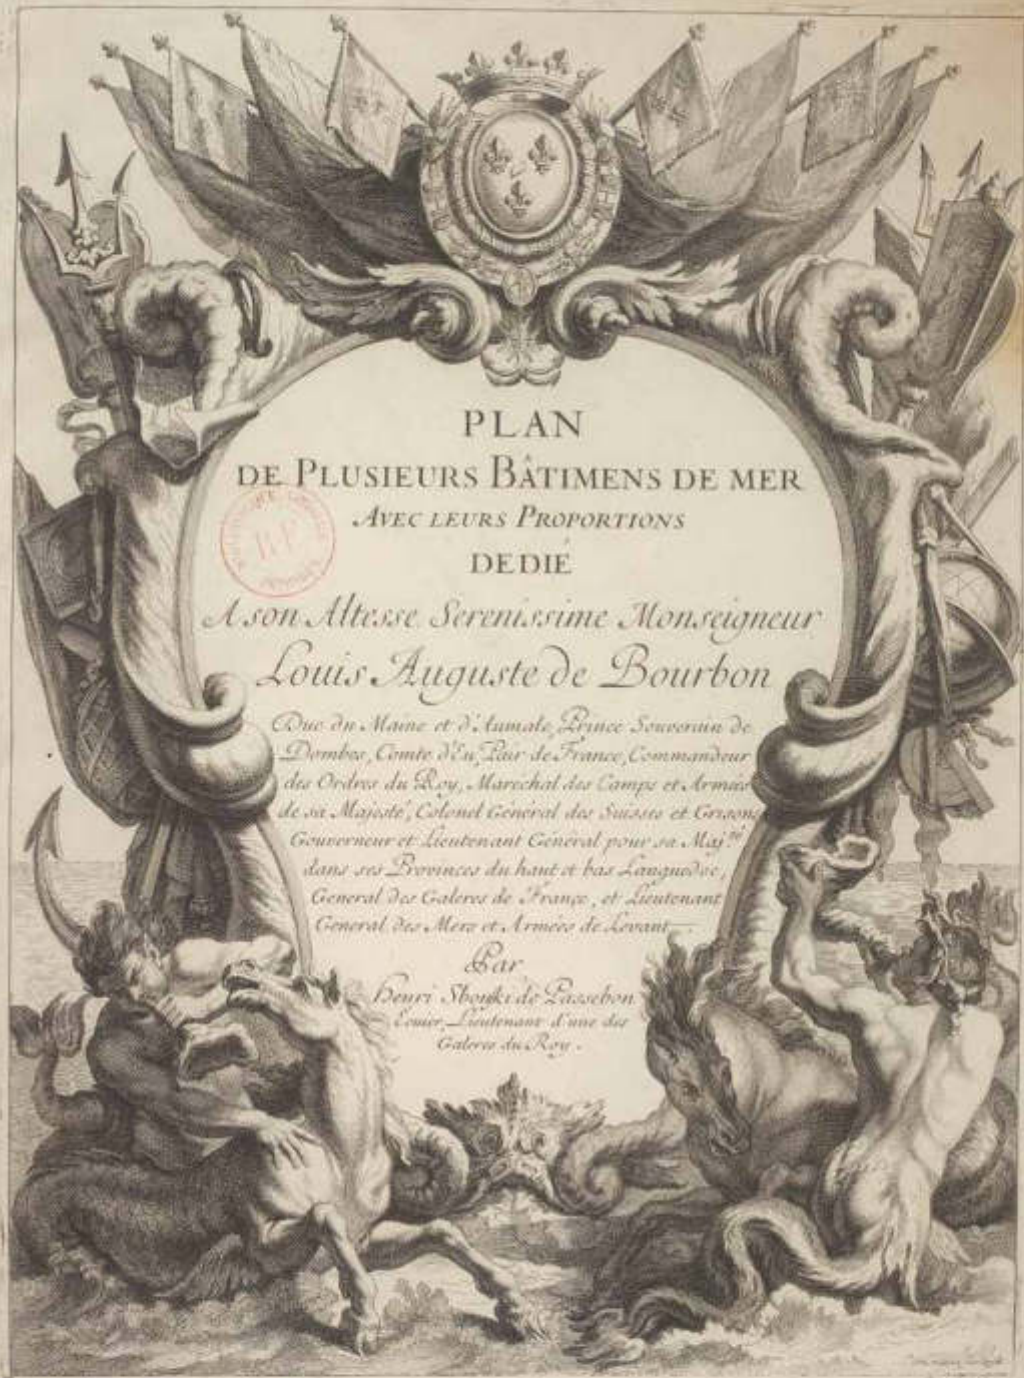 PLAN
DE PLUSIEURS BÂTIMENS DE MER
AVEC LEURS PROPORTIONS
DEDIÉ
A son Altesse Serenissime Monseigneur
Louis Auguste de Bourbon
Duc du Maine et d'Aumale, Prince Souverain de
Dombes, Comte d'Eu, Pair de France, Commandeur
des Ordres du Roy, Marechal des Camps et Armées
de sa Majesté, Colonel General des Suisses et Grisons
Gouverneur et Lieutenant General pour sa Maj.té
dans ses Provinces du haut et bas Languedoc,
General des Galeres de France, et Lieutenant
General des Mers et Armées de Levant
Par
Henri Sbonski de Passebon
Ecuier, Lieutenant d'une des
Galeres du Roy.